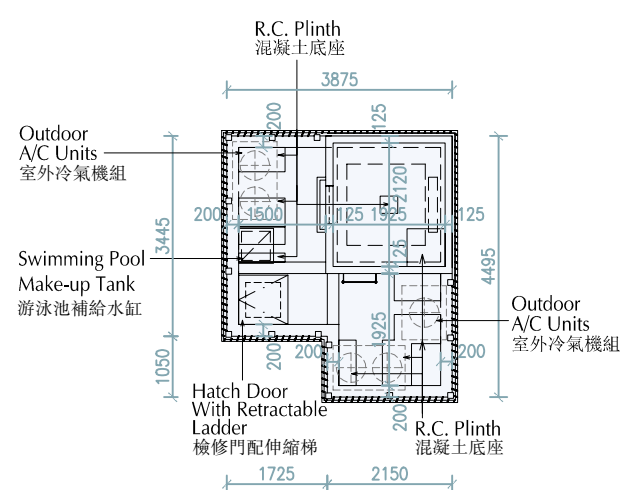 R.C. Plinth
混凝土底座
3875
200
125
Outdoor
A/C Units
室外冷氣機組
2120
200
1500
125
1925
125
3445
125
4495
Swimming Pool
Make-up Tank
游泳池補給水缸
Outdoor
A/C Units
室外冷氣機組
1925
200
200
200
1050
Hatch Door
With Retractable
Ladder
檢修門配伸縮梯
200
R.C. Plinth
混凝土底座
1725
2150